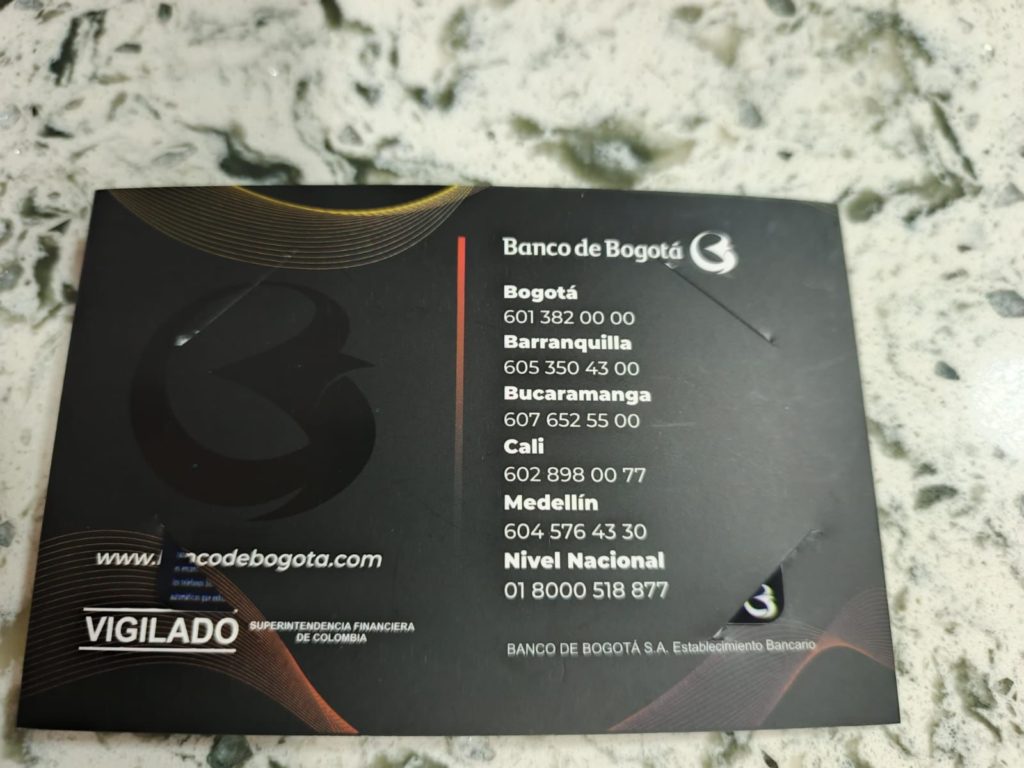 Banco de Bogotá
Bogotá
601 382 00 00
Barranquilla
605 350 43 00
Bucaramanga
607 652 55 00
Cali
602 898 00 77
Medellín
604 576 43 30
Nivel Nacional
01 8000 518 877
BANCO DE BOGOTÁ S.A. Establecimiento Bancario
VIGILADO
SUPERINTENDENCIA FINANCIERA
DE COLOMBIA